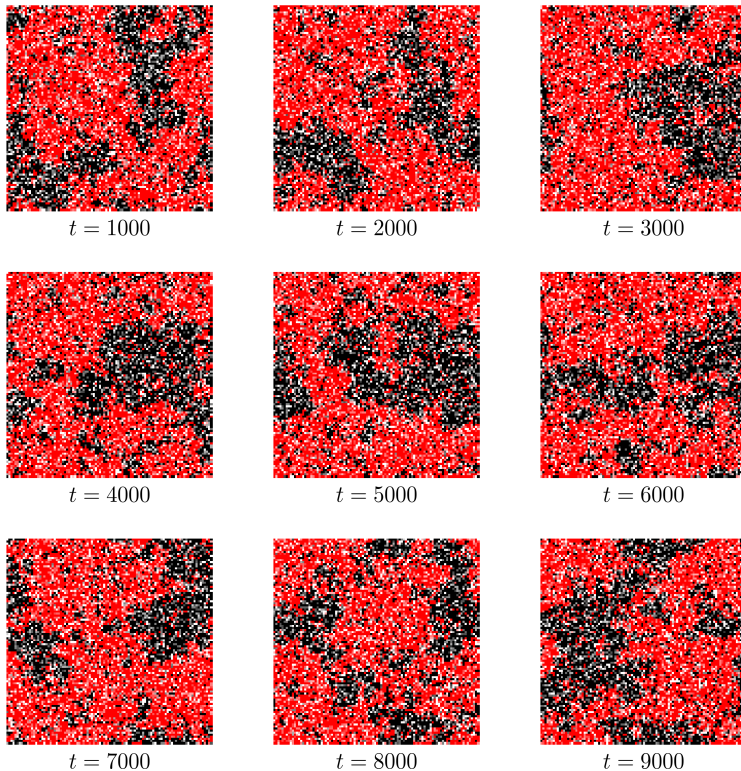 t = 1000
t = 2000
t = 3000
t = 4000
t = 5000
t = 6000
t = 7000
t = 8000
t = 9000